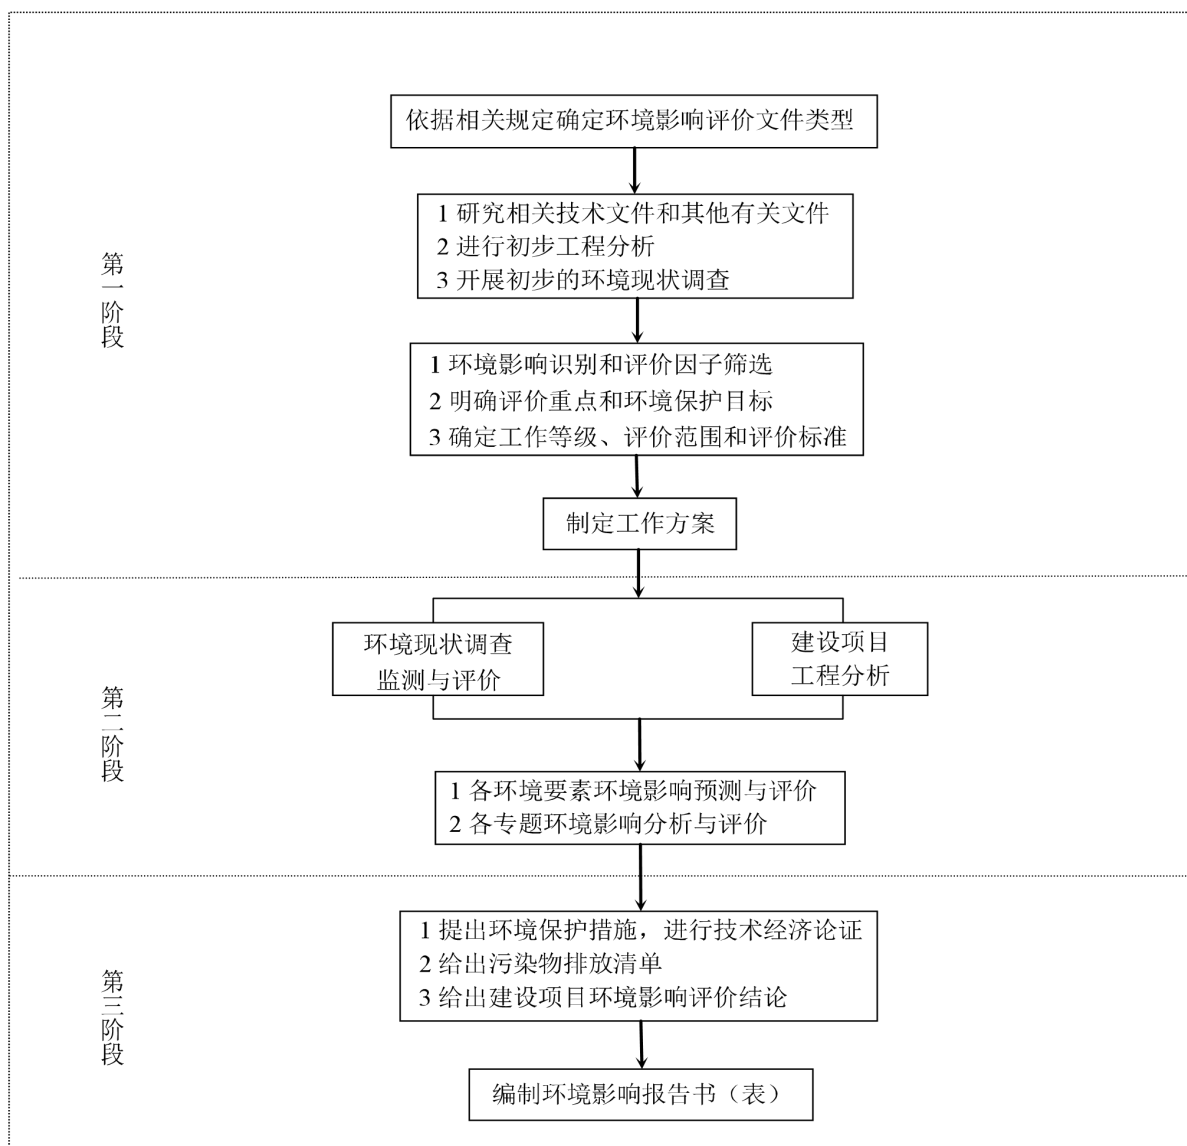 依据相关规定确定环境影响评价文件类型
1 研究相关技术文件和其他有关文件
2 进行初步工程分析
3 开展初步的环境现状调查
第一阶段
1 环境影响识别和评价因子筛选
2 明确评价重点和环境保护目标
3 确定工作等级、评价范围和评价标准
制定工作方案
环境现状调查
监测与评价
建设项目
工程分析
第二阶段
1 各环境要素环境影响预测与评价
2 各专题环境影响分析与评价
1 提出环境保护措施，进行技术经济论证
2 给出污染物排放清单
3 给出建设项目环境影响评价结论
第三阶段
编制环境影响报告书（表）